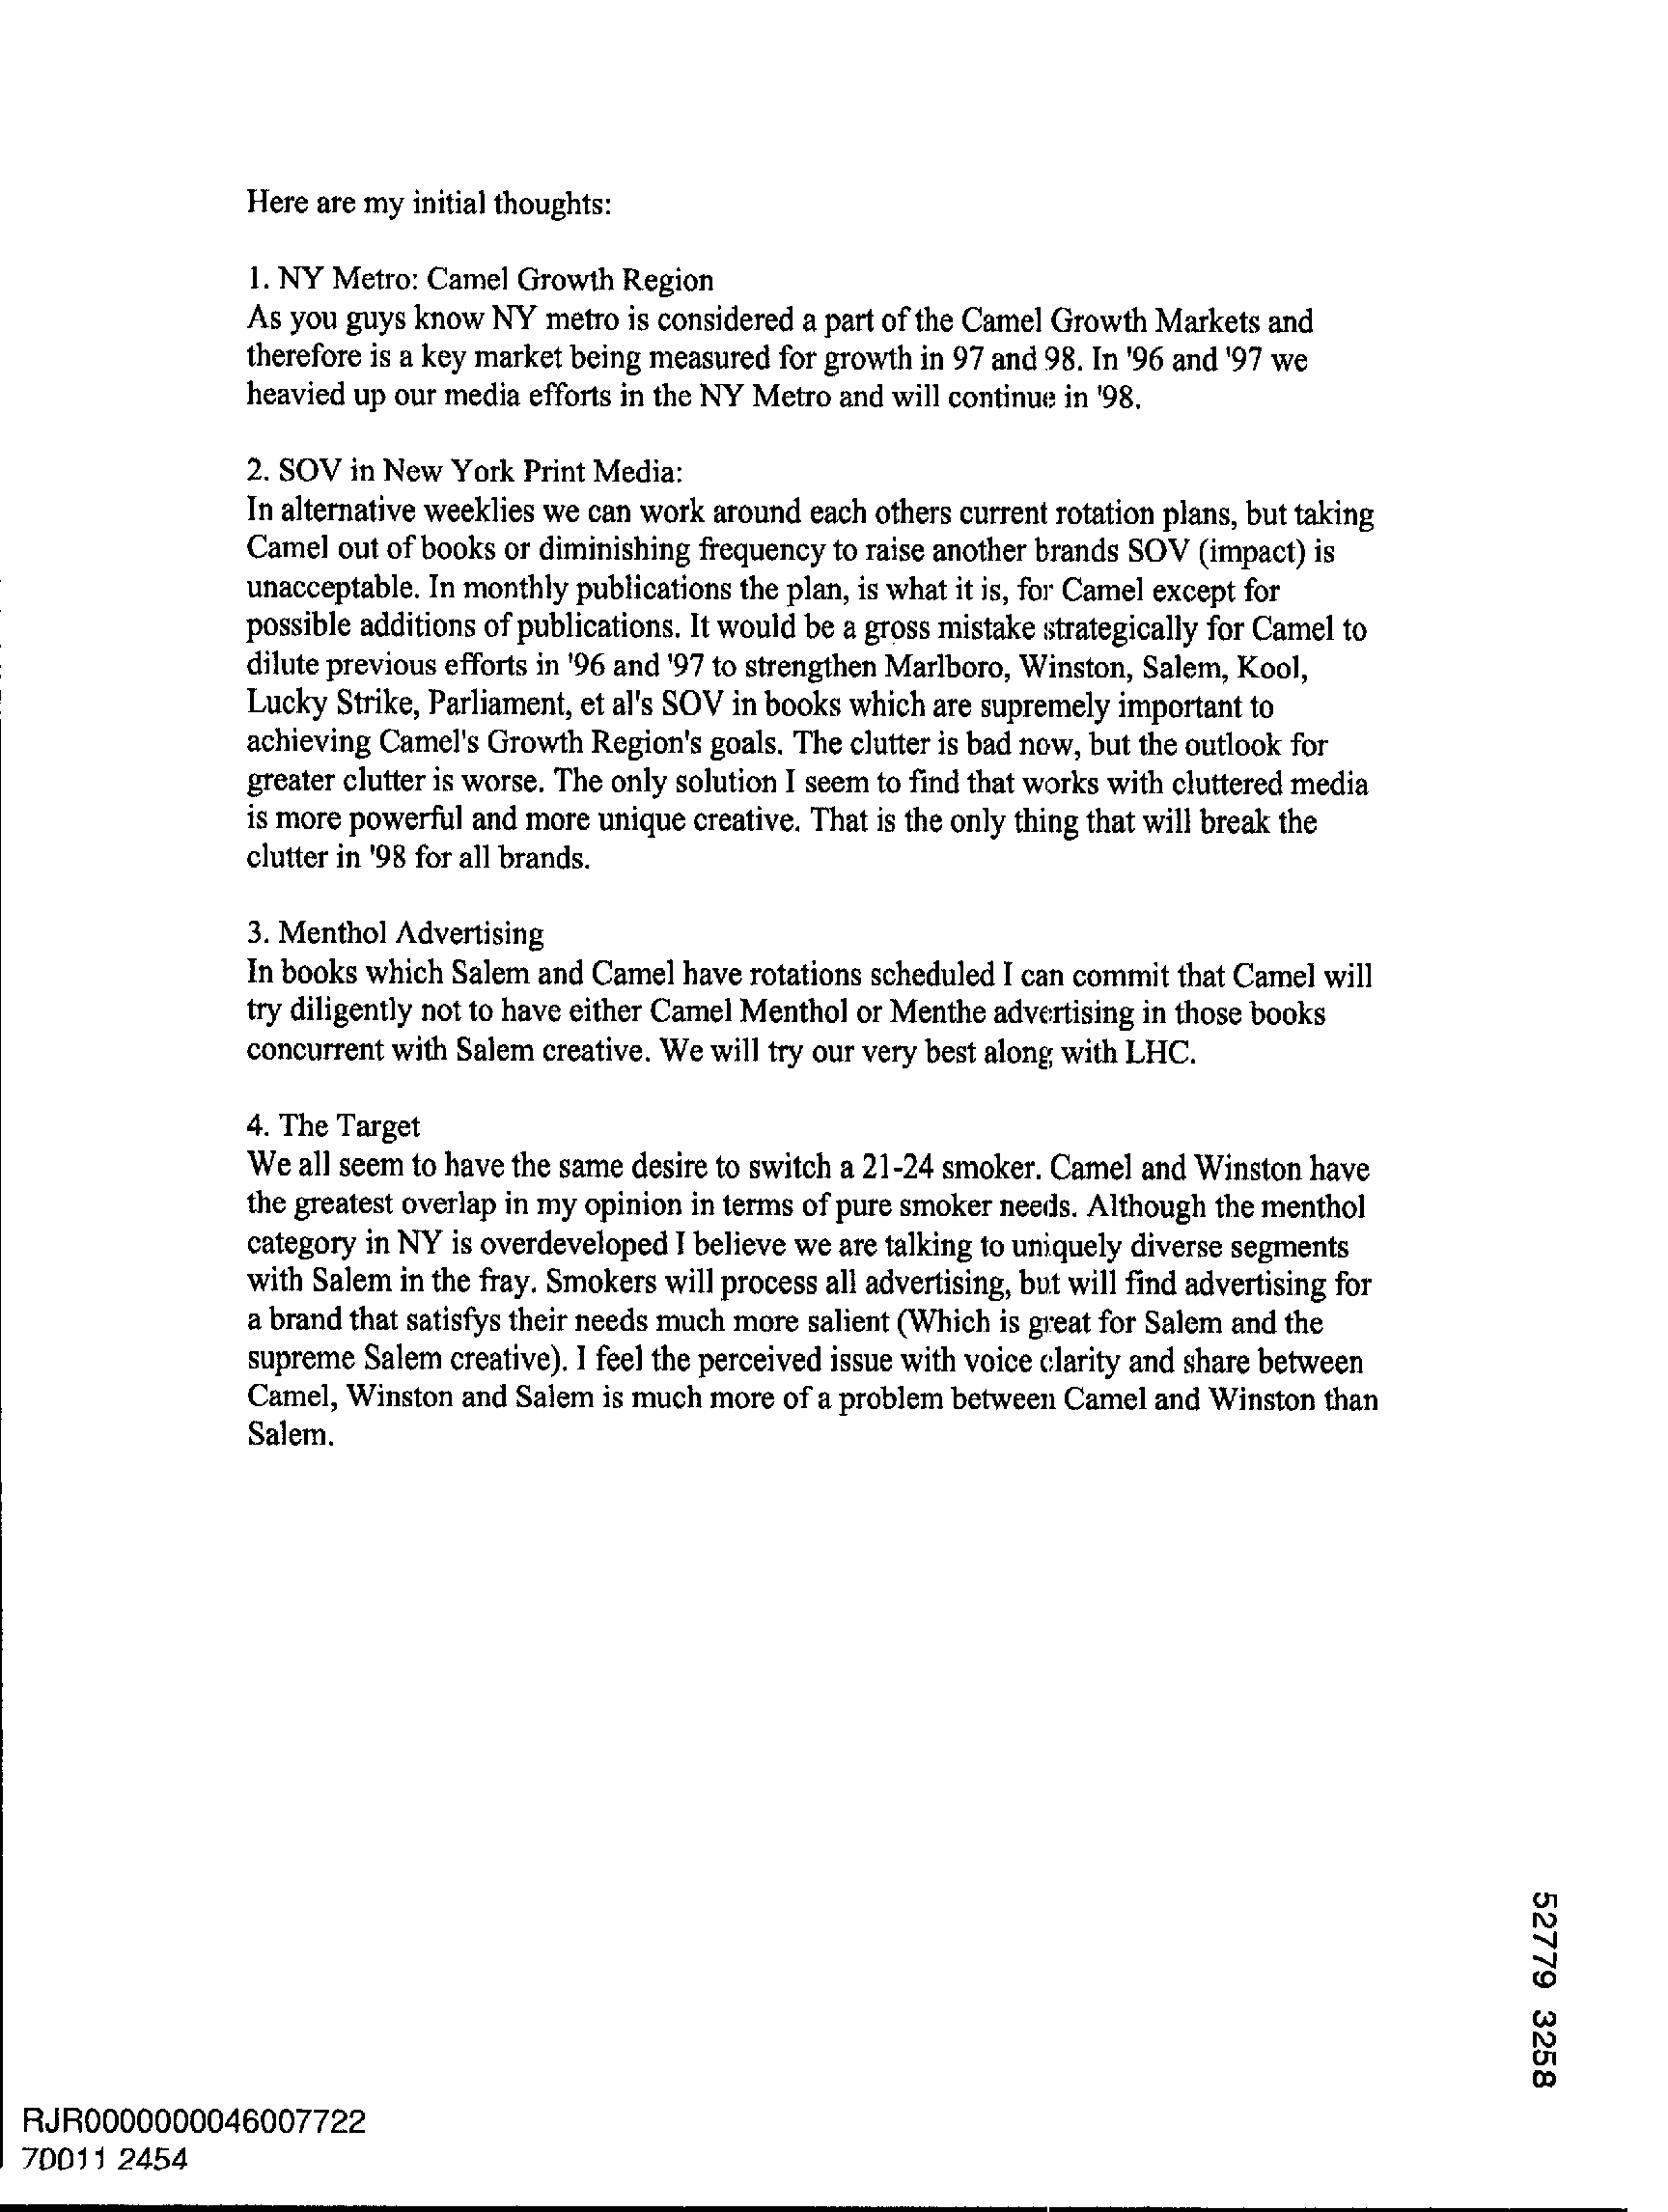 Here are my initial thoughts:
1. NY Metro: Camel Growth Region
As you guys know NY metro is considered a part of the Camel Growth Markets and
therefore is a key market being measured for growth in 97 and 98. In '96 and '97 we
heavied up our media efforts in the NY Metro and will continue in '98.
2. SOV in New York Print Media:
In alternative weeklies we can work around each others current rotation plans, but taking
Camel out of books or diminishing frequency to raise another brands SOV (impact) is
unacceptable. In monthly publications the plan, is what it is, for Camel except for
possible additions of publications. It would be a gross mistake strategically for Camel to
dilute previous efforts in '96 and '97 to strengthen Marlboro, Winston, Salem, Kool,
Lucky Strike, Parliament, et al's SOV in books which are supremely important to
achieving Camel's Growth Region's goals. The clutter is bad now, but the outlook for
greater clutter is worse. The only solution I seem to find that works with cluttered media
is more powerful and more unique creative. That is the only thing that will break the
clutter in '98 for all brands.
3. Menthol Advertising
In books which Salem and Camel have rotations scheduled I can commit that Camel will
try diligently not to have either Camel Menthol or Menthe advertising in those books
concurrent with Salem creative. We will try our very best along with LHC.
4. The Target
We all seem to have the same desire to switch a 21-24 smoker. Camel and Winston have
the greatest overlap in my opinion in terms of pure smoker needs. Although the menthol
category in NY is overdeveloped I believe we are talking to uniquely diverse segments
with Salem in the fray. Smokers will process all advertising, but will find advertising for
a brand that satisfys their needs much more salient (Which is great for Salem and the
supreme Salem creative). I feel the perceived issue with voice clarity and share between
Camel, Winston and Salem is much more of a problem between Camel and Winston than
Salem.
52779 3258
RJR0000000046007722
70011 2454